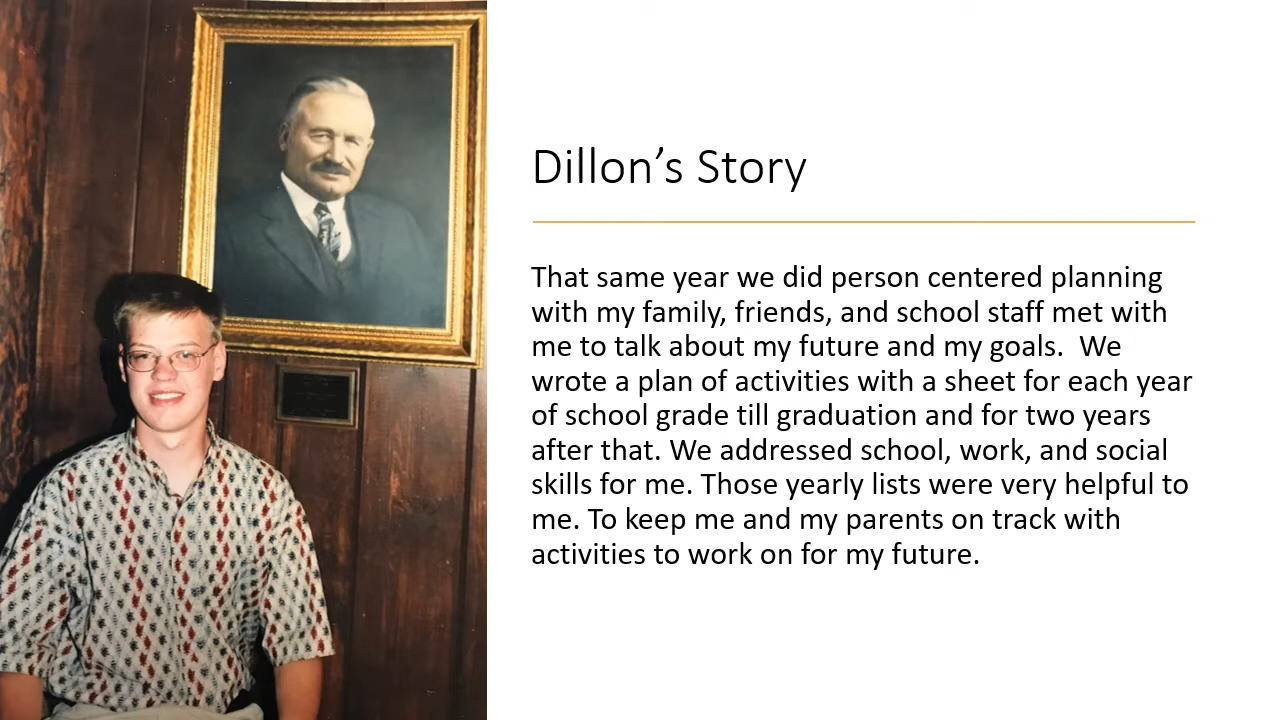 Dillon’s Story
That same year we did person centered planning
with my family, friends, and school staff met with
me to talk about my future and my goals.  We
wrote a plan of activities with a sheet for each year
of school grade till graduation and for two years
after that. We addressed school, work, and social
skills for me. Those yearly lists were very helpful to
me. To keep me and my parents on track with
activities to work on for my future.